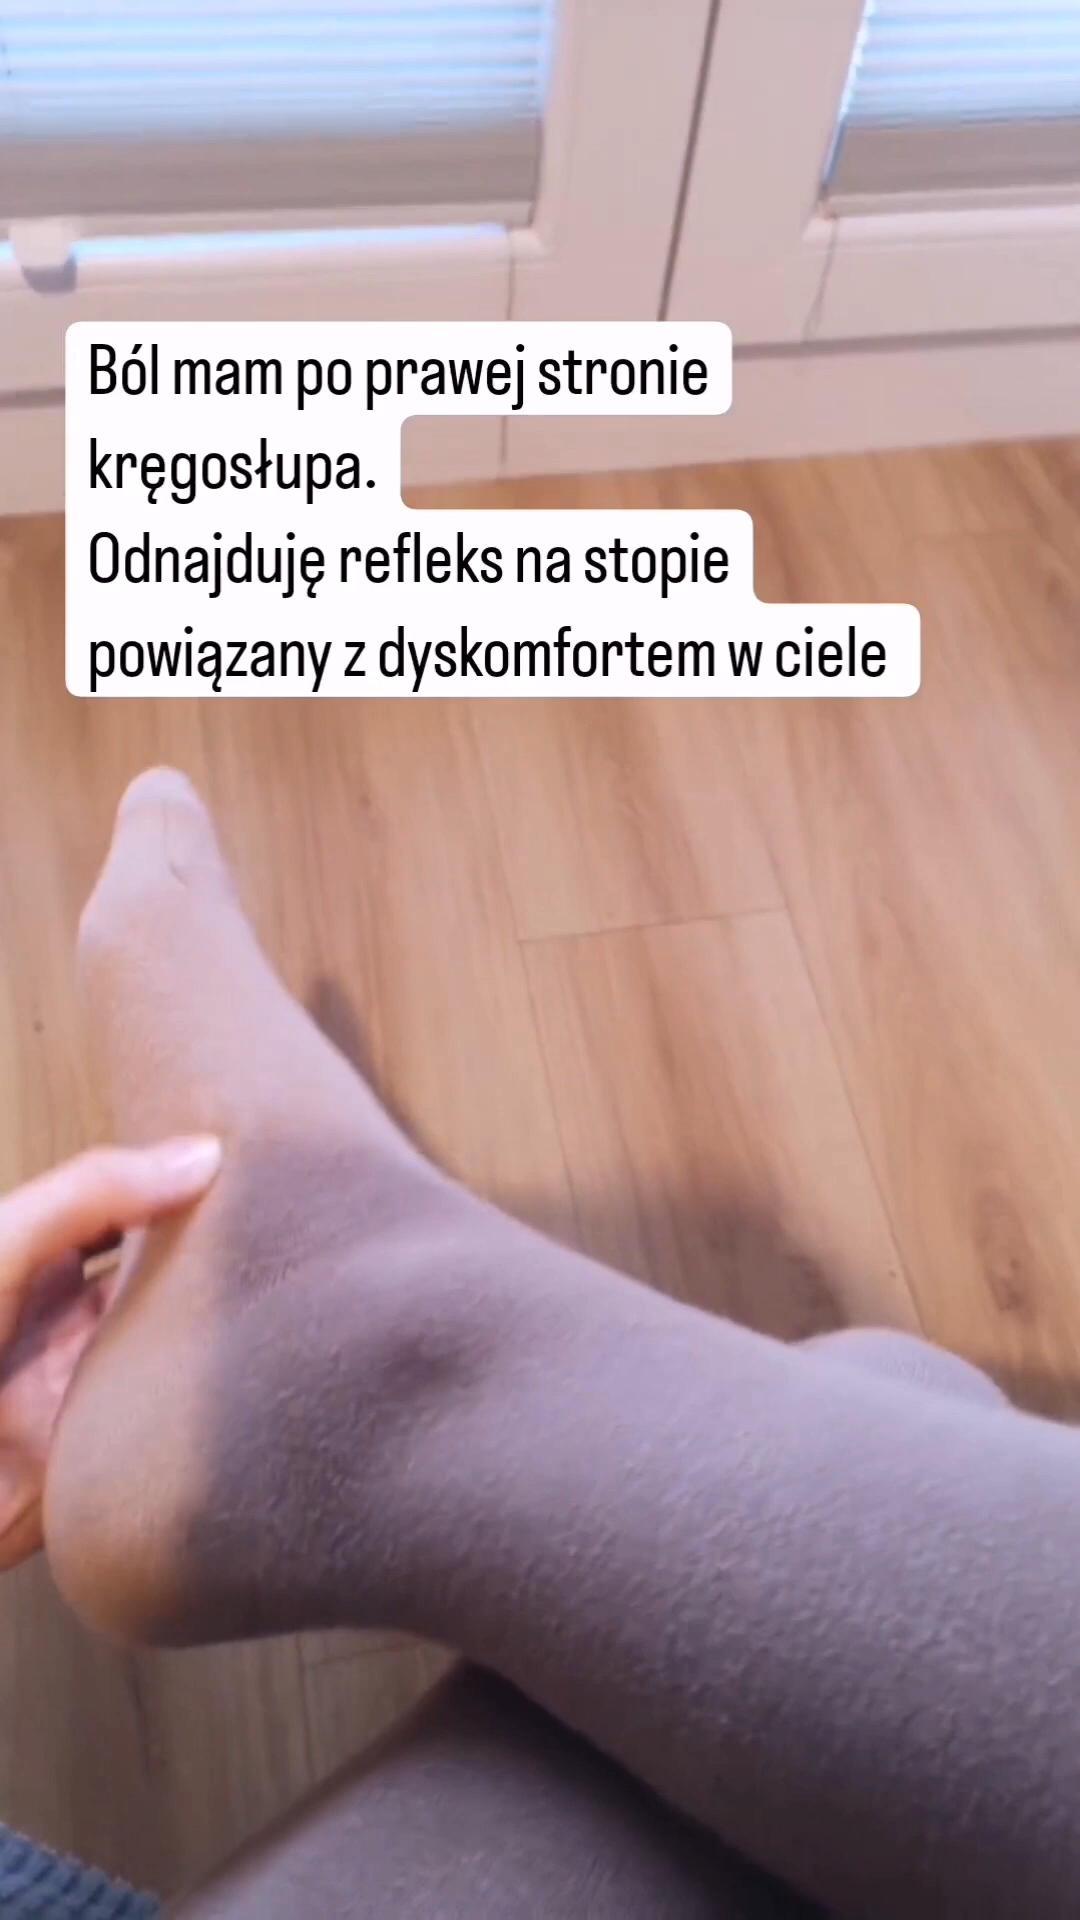 Ból mam po prawej stronie
kręgosłupa.
Odnajduję refleks na stopie
powiązany z dyskomfortem w ciele